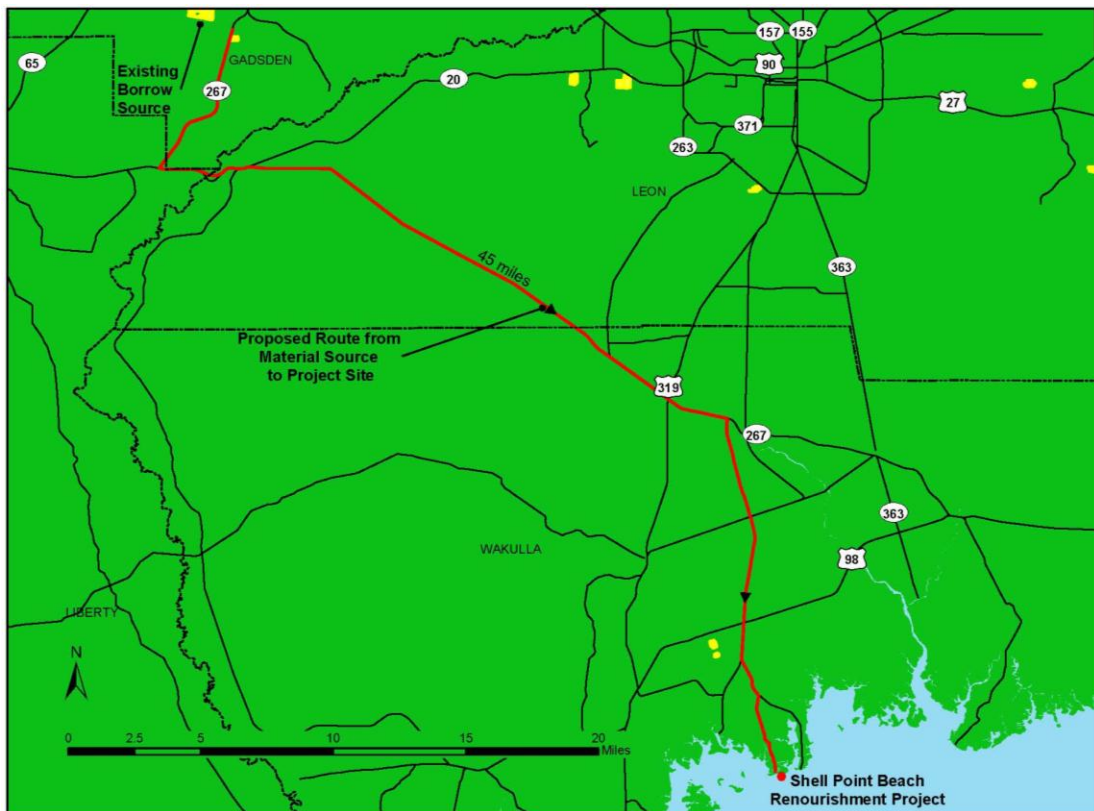 157
155
65
GADSDEN
90
Existing
Borrow
Source
20
267
27
371
263
LEON
363
45 miles
Proposed Route from
Material Source
to Project Site
319
267
363
WAKULLA
98
LIBERTY
N
0 2.5 5 10 15 20
Miles
Shell Point Beach
Renourishment Project